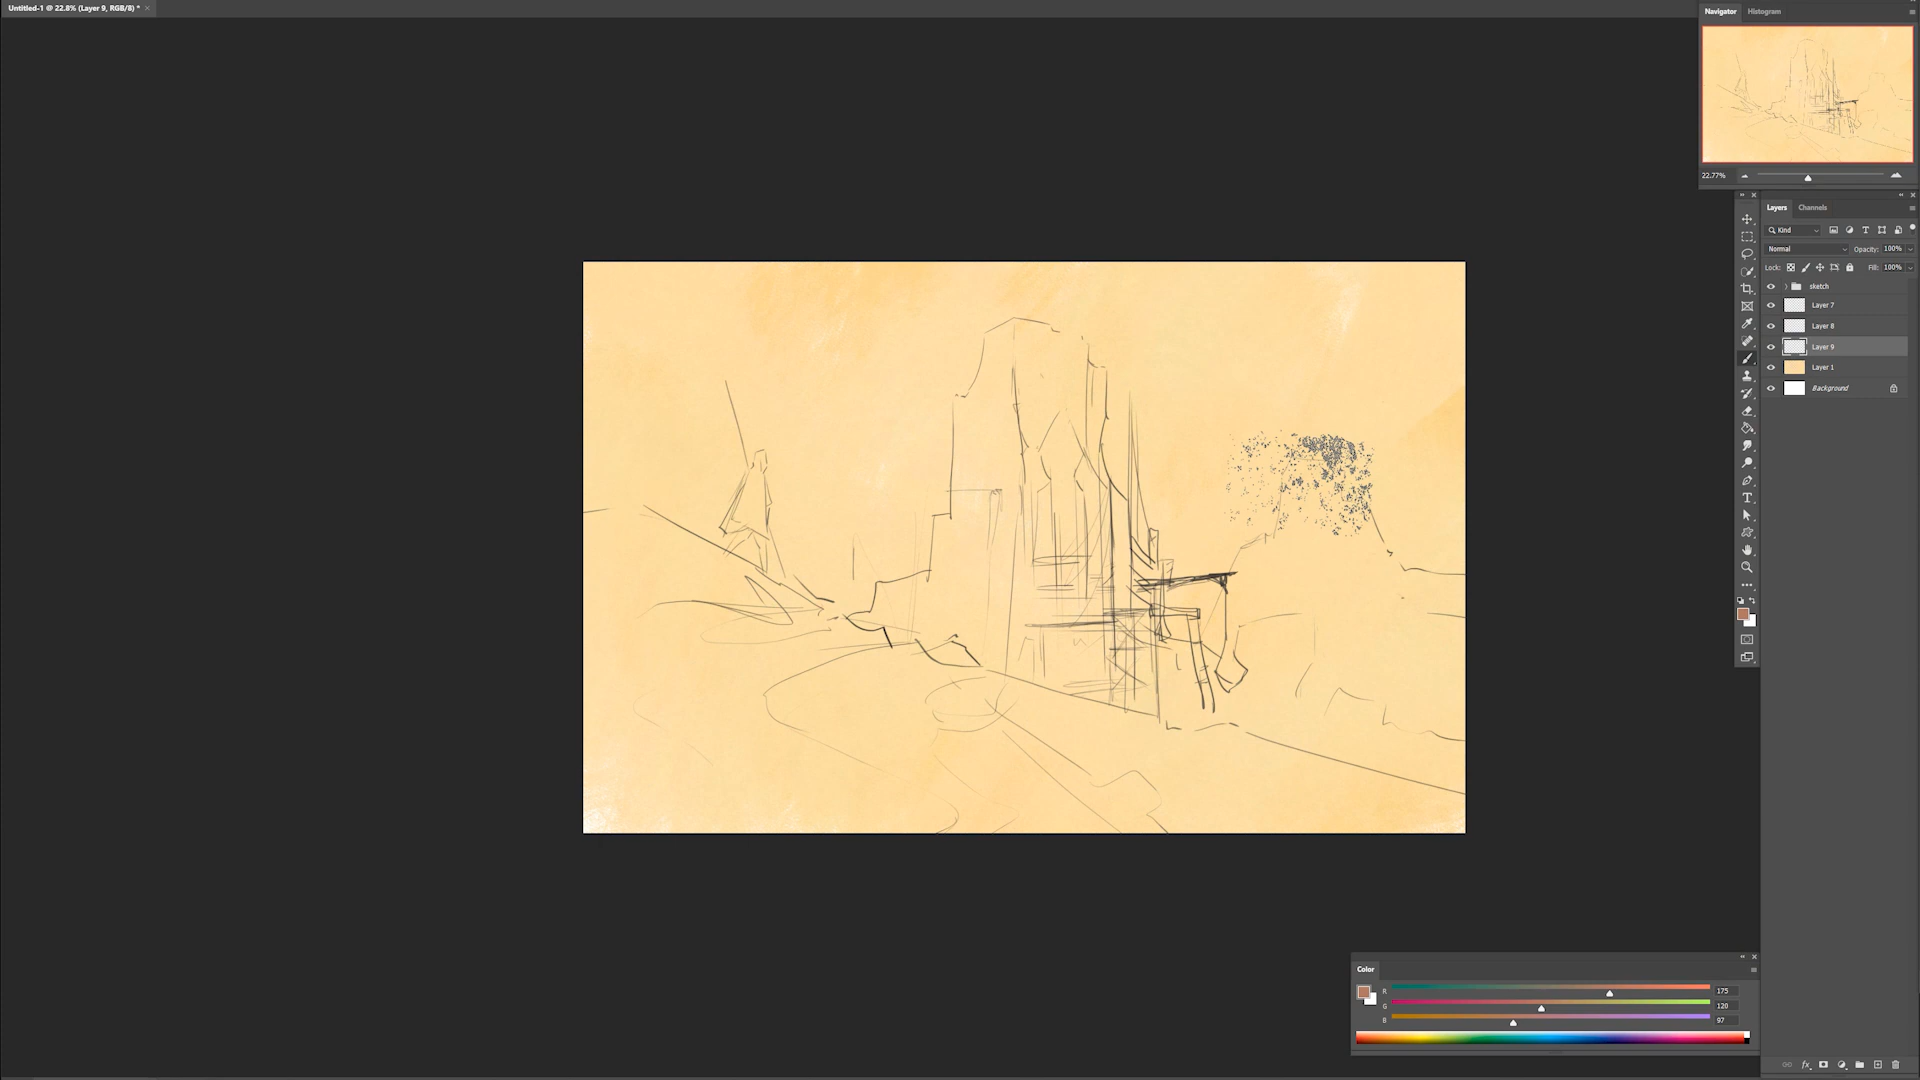 Untitled-1 @ 22.8% (Layer 9, RGB/8) *
Navigator
Histogram
22.77%
Layers
Channels
Kind
Normal
Opacity: 100%
Lock:
Fill: 100%
sketch
Layer 7
Layer 8
Layer 9
Layer 1
Background
Color
R
175
G
120
B
97